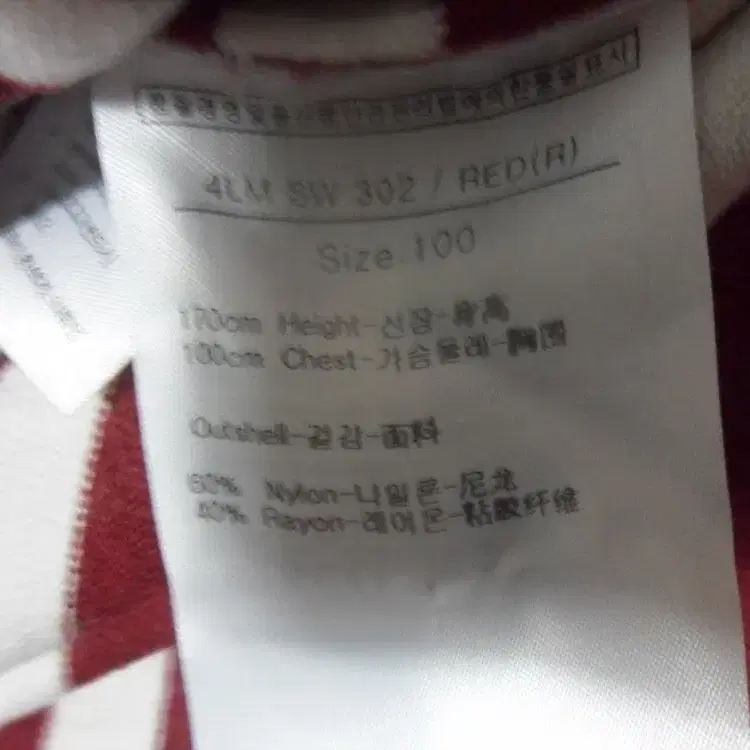 4LM SW 302 / RED(R)
Size 100
170cm Height-신장-身高
100cm Chest-가슴둘레-胸围
Outshell-겉감-面料
60% Nylon-나일론-尼龙
40% Rayon-레이온-粘胶纤维